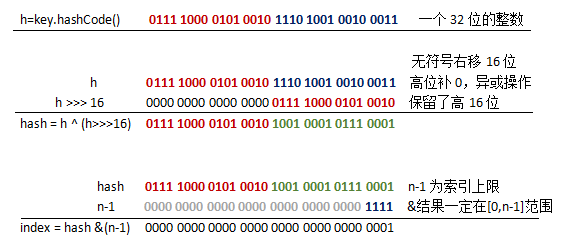 h=key.hashCode() 0111 1000 0101 0010 1110 1001 0010 0011 一个 32 位的整数
无符号右移 16 位
h 0111 1000 0101 0010 1110 1001 0010 0011 高位补 0，异或操作
h >>> 16 0000 0000 0000 0000 0111 1000 0101 0010 保留了高 16 位
hash = h ^ (h>>>16) 0111 1000 0101 0010 1001 0001 0111 0001
hash 0111 1000 0101 0010 1001 0001 0111 0001 n-1 为索引上限
n-1 0000 0000 0000 0000 0000 0000 0000 1111 &结果一定在[0,n-1]范围
index = hash &(n-1) 0000 0000 0000 0000 0000 0000 0000 0001